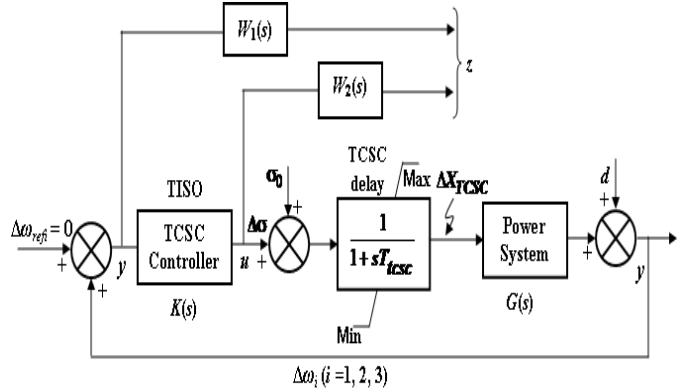 W₁(s)
z
W₂(s)
TISO
σ₀
+
TCSC
delay
Max
ΔX_TCSC
d
+
Δω_refi = 0
+
+
y
TCSC
Controller
K(s)
Δσ
u
+
1
1+sT_tcsc
Min
Power
System
G(s)
+
y
Δωᵢ (i =1, 2, 3)